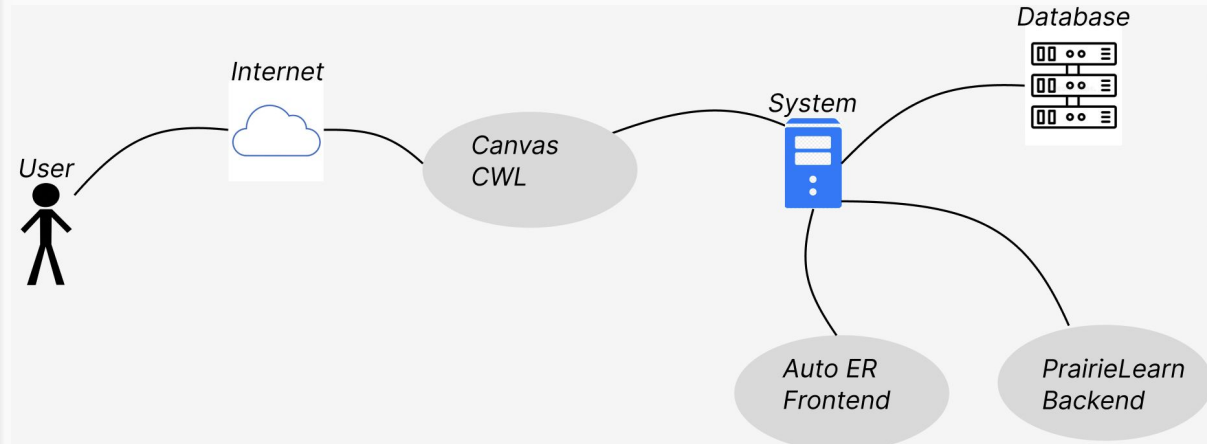 Database
Internet
System
Canvas
CWL
User
Auto ER
Frontend
PrairieLearn
Backend